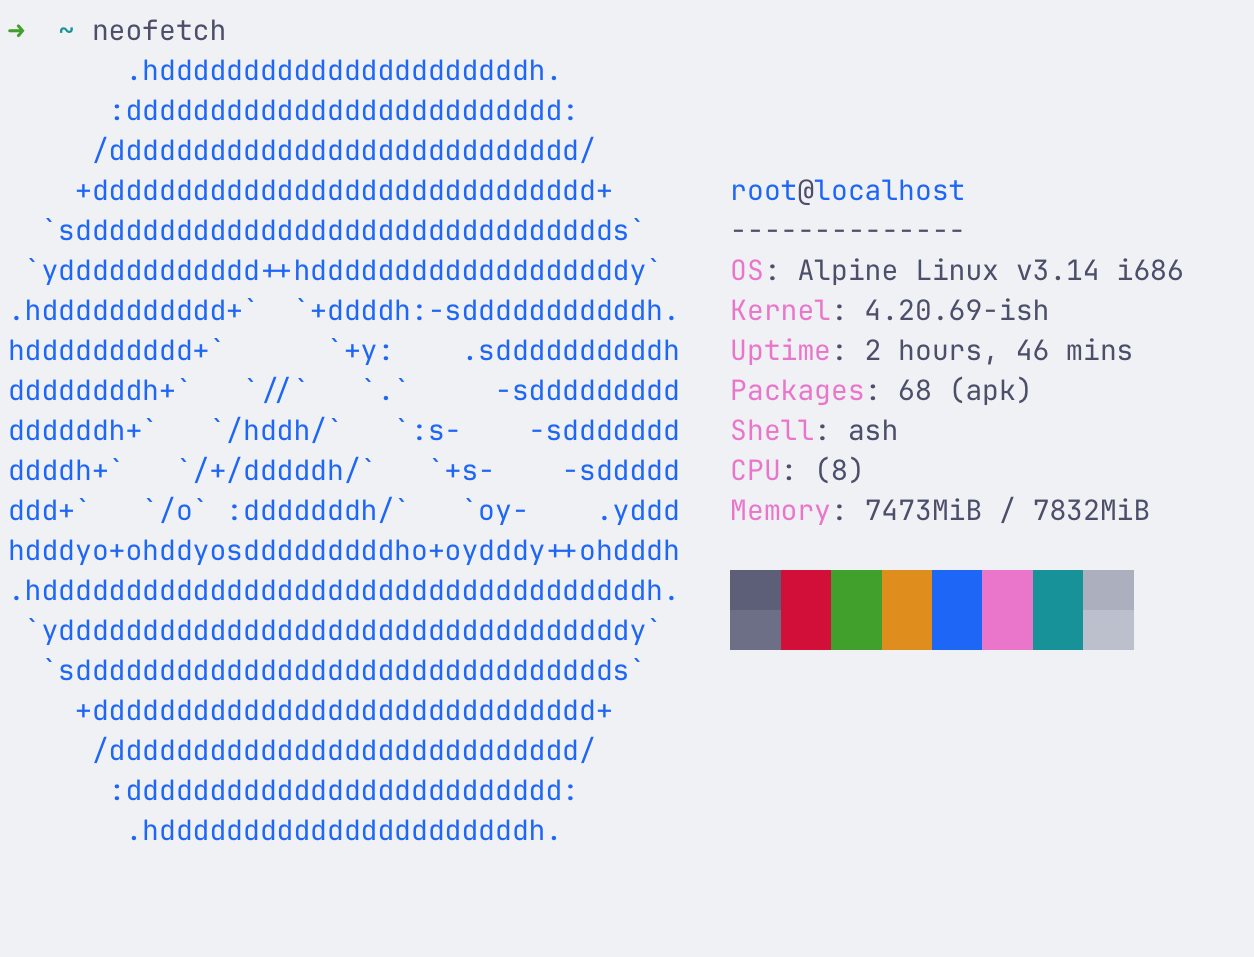 ➜  ~ neofetch
       .hddddddddddddddddddddddh.
      :dddddddddddddddddddddddddd:
     /dddddddddddddddddddddddddddd/
    +dddddddddddddddddddddddddddddd+       root@localhost
  `sdddddddddddddddddddddddddddddddds`     --------------
 `ydddddddddddd++hdddddddddddddddddddy`    OS: Alpine Linux v3.14 i686
.hddddddddddd+`  `+ddddh:-sdddddddddddh.   Kernel: 4.20.69-ish
hdddddddddd+`      `+y:    .sddddddddddh   Uptime: 2 hours, 46 mins
ddddddddh+`   `//`   `.`     -sddddddddd   Packages: 68 (apk)
ddddddh+`   `/hddh/`   `:s-    -sddddddd   Shell: ash
ddddh+`   `/+/dddddh/`   `+s-    -sddddd   CPU: (8)
ddd+`   `/o` :dddddddh/`   `oy-    .yddd   Memory: 7473MiB / 7832MiB
hdddyo+ohddyosdddddddddho+oydddy++ohdddh
.hddddddddddddddddddddddddddddddddddddh.
 `yddddddddddddddddddddddddddddddddddy`
  `sdddddddddddddddddddddddddddddddds`
    +dddddddddddddddddddddddddddddd+
     /dddddddddddddddddddddddddddd/
      :dddddddddddddddddddddddddd:
       .hddddddddddddddddddddddh.